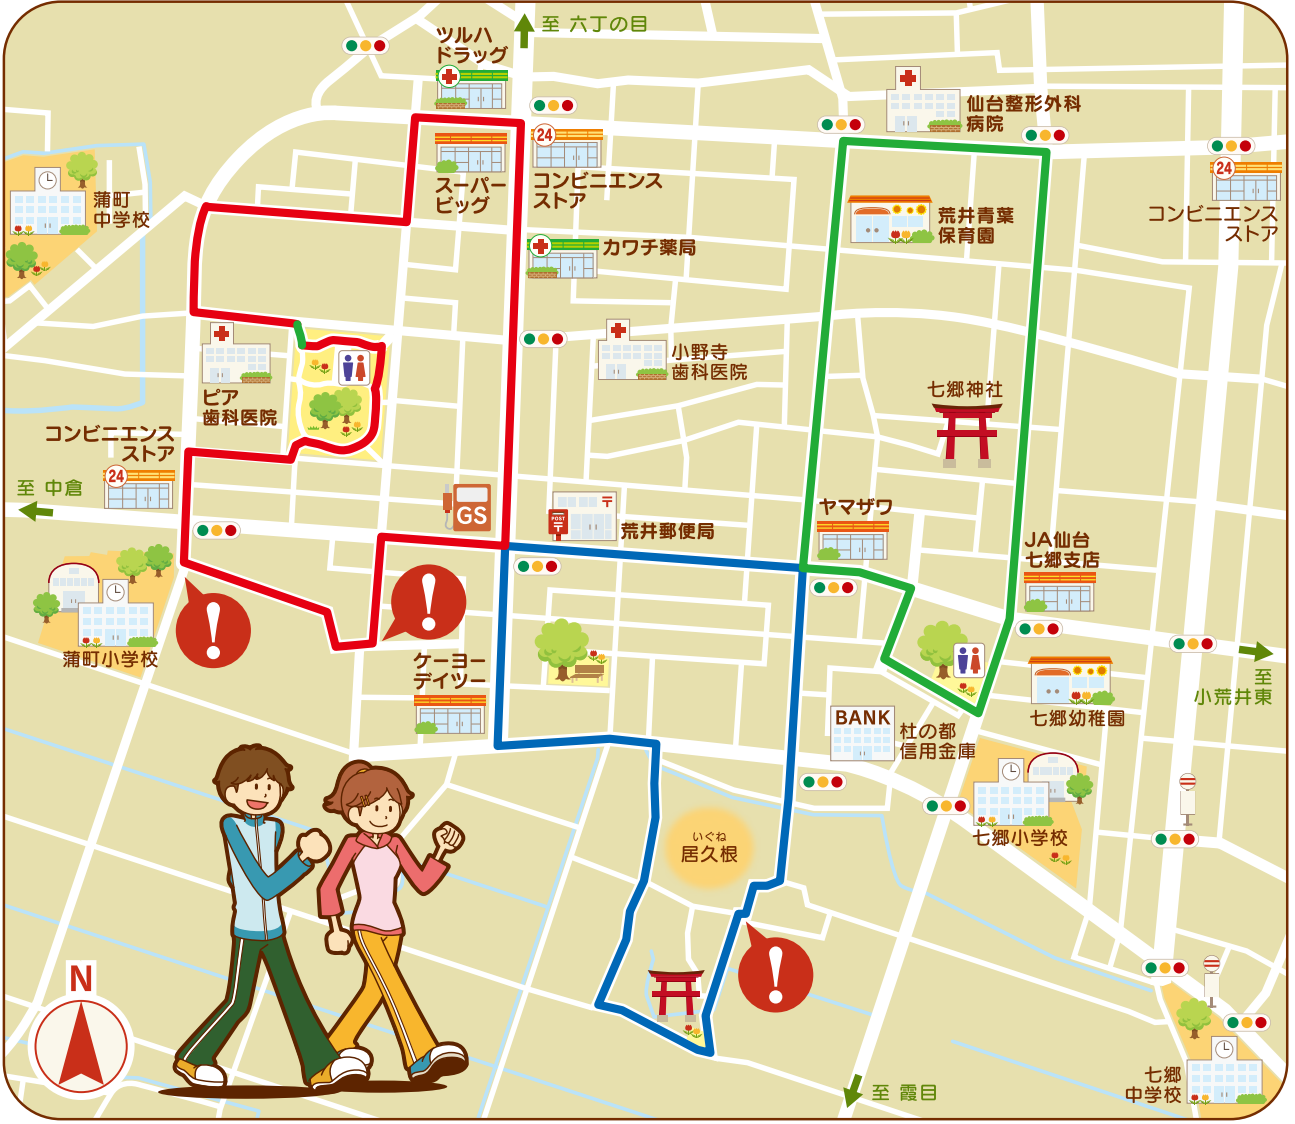 至 六丁の目
ツルハ
ドラッグ
24
コンビニエンス
ストア
スーパー
ビッグ
仙台整形外科
病院
24
コンビニエンス
ストア
蒲町
中学校
荒井青葉
保育園
カワチ薬局
小野寺
歯科医院
ピア
歯科医院
七郷神社
コンビニエンス
ストア
24
至 中倉
GS
POST
〒
〒
荒井郵便局
ヤマザワ
JA仙台
七郷支店
蒲町小学校
!
!
ケーヨー
デイツー
至
小荒井東
七郷幼稚園
BANK
杜の都
信用金庫
いぐね
居久根
七郷小学校
!
N
至 霞目
七郷
中学校